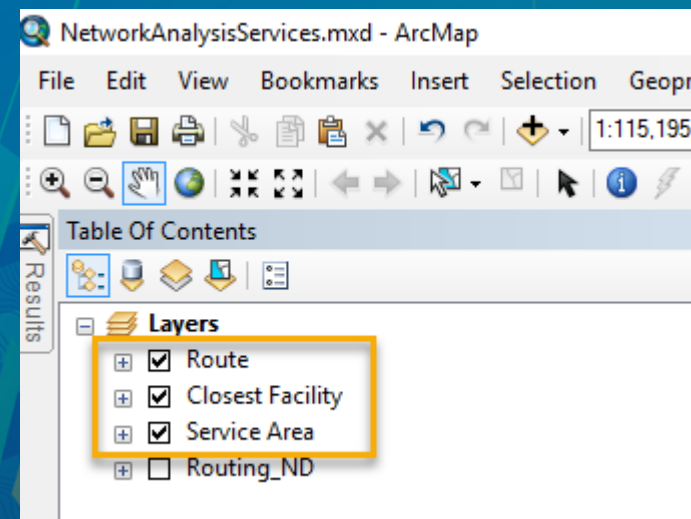 NetworkAnalysisServices.mxd - ArcMap
File Edit View Bookmarks Insert Selection
1:115,195
Table Of Contents
Results
Layers
Route
Closest Facility
Service Area
Routing_ND